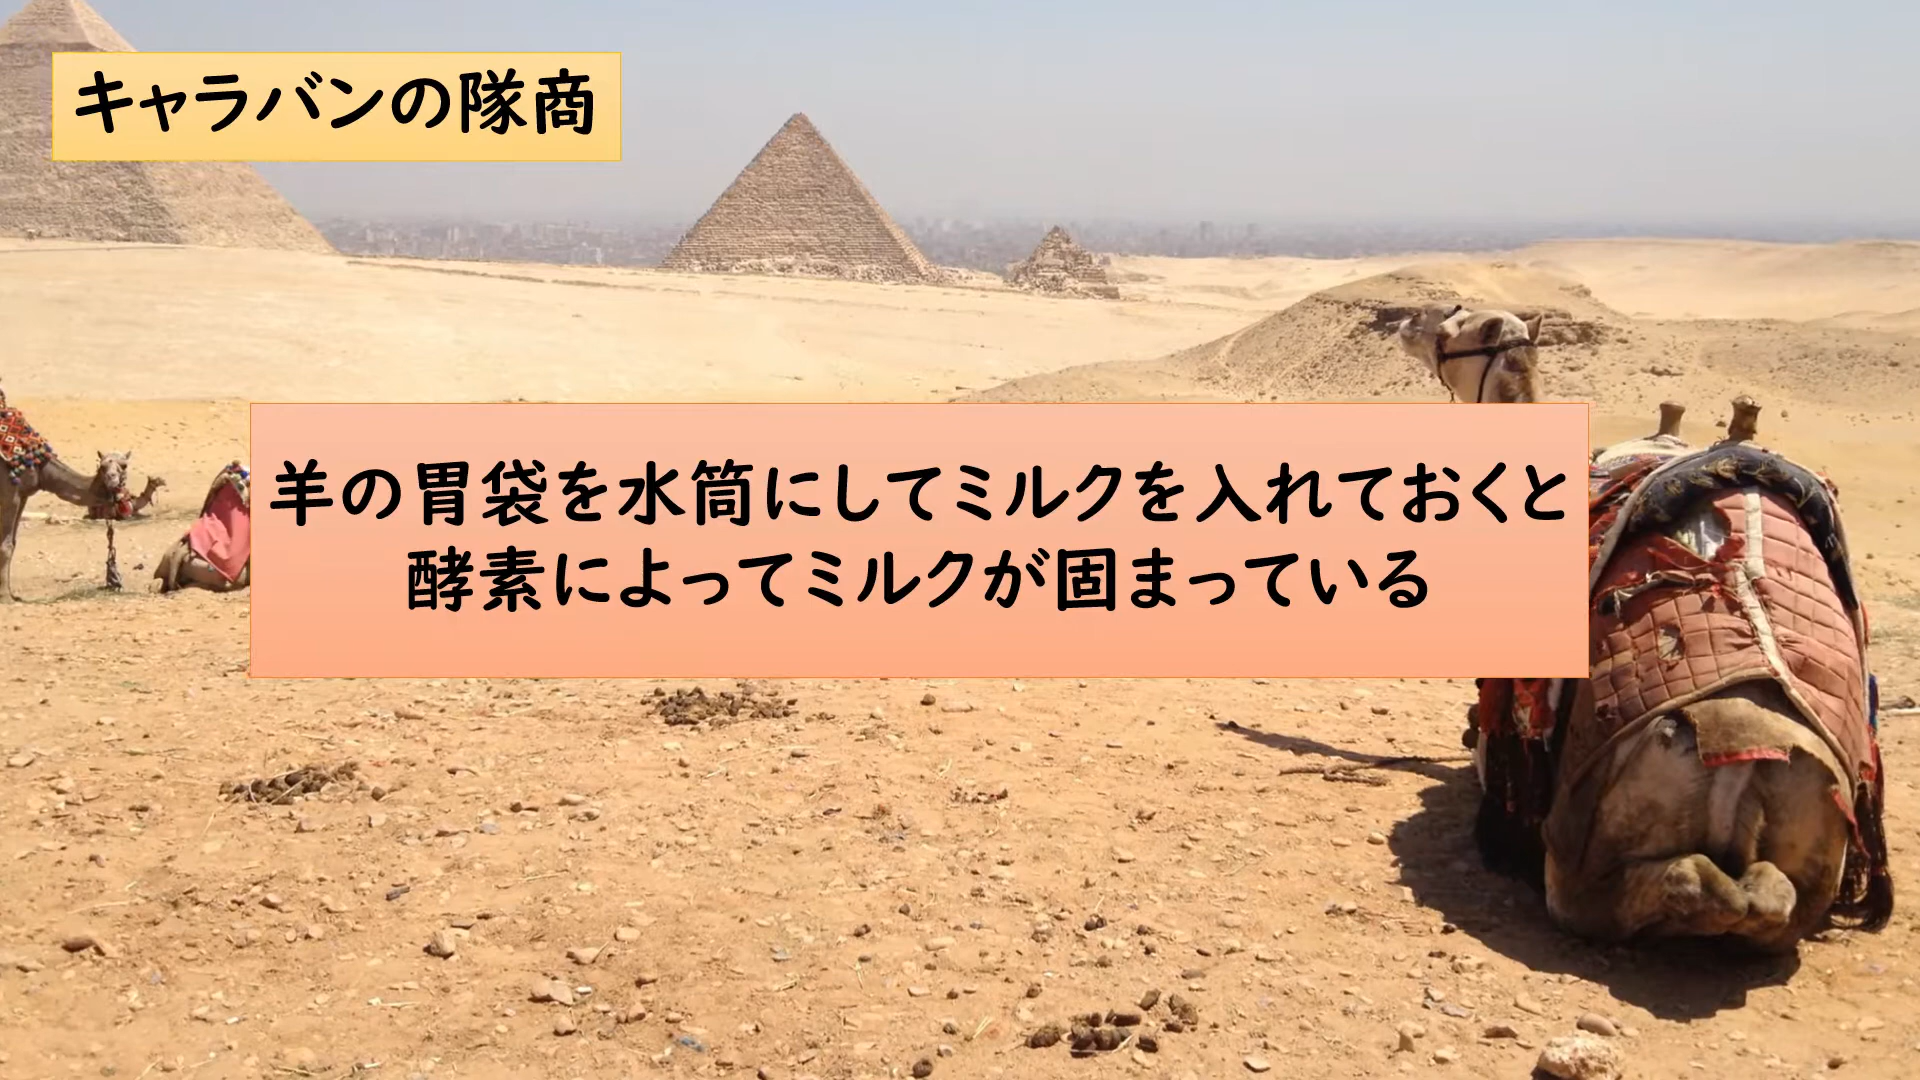 キャラバンの隊商
羊の胃袋を水筒にしてミルクを入れておくと
酵素によってミルクが固まっている